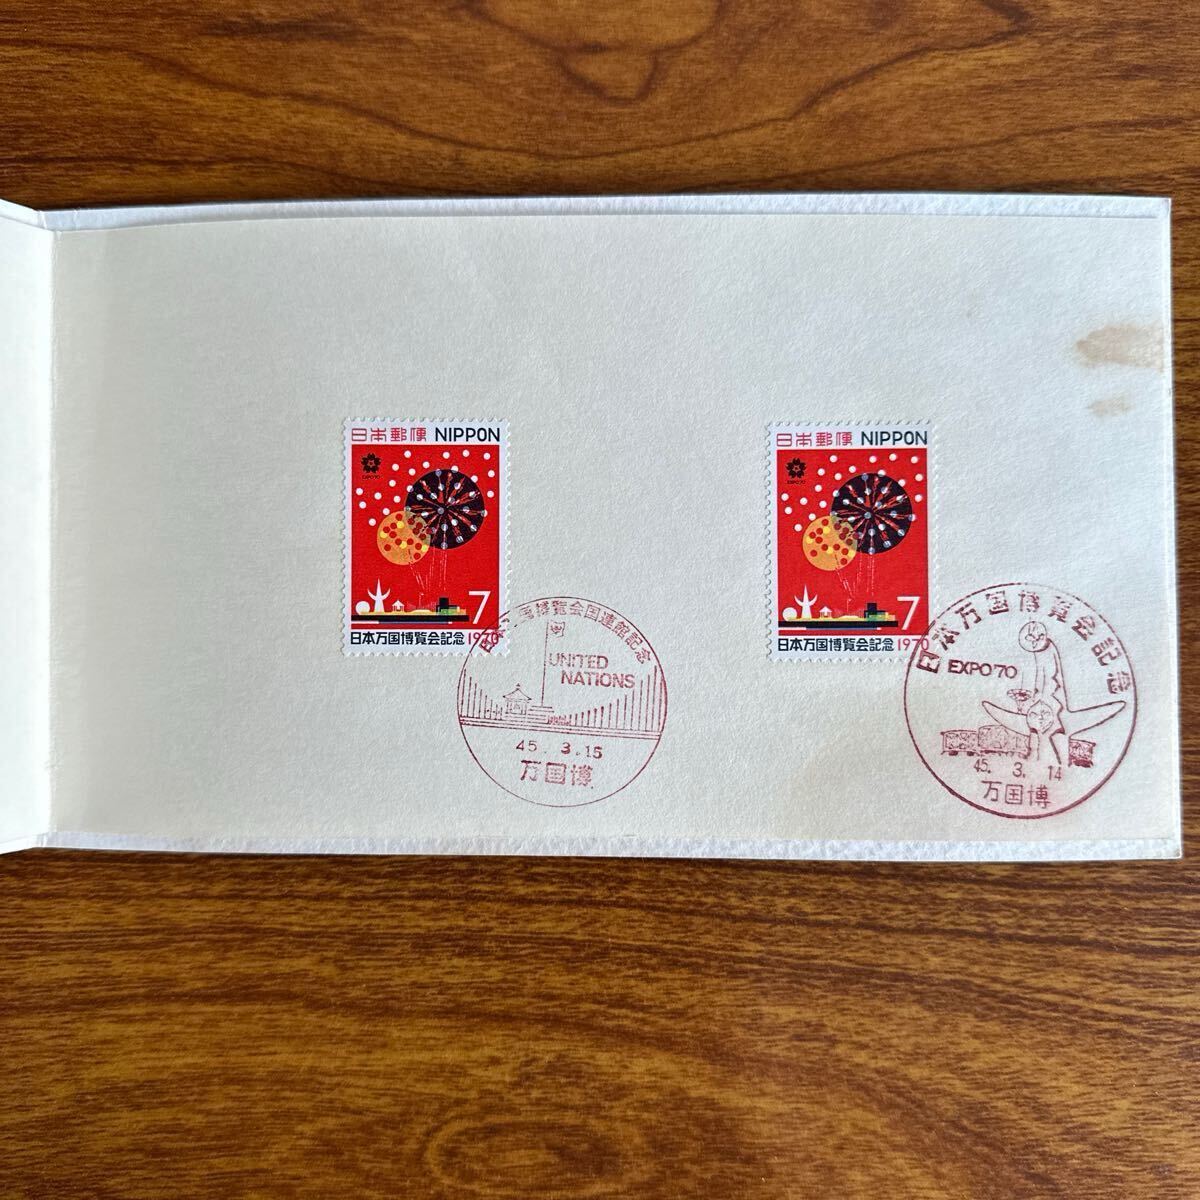 日本郵便 NIPPON
EXPO'70
7
日本万国博覧会記念 1970
博覧会国連館記念
UNITED
NATIONS
45. 3.15
万国博
日本郵便 NIPPON
EXPO'70
7
日本万国博覧会記念 1970
日本万国博覧会記念
EXPO'70
45. 3. 14
万国博